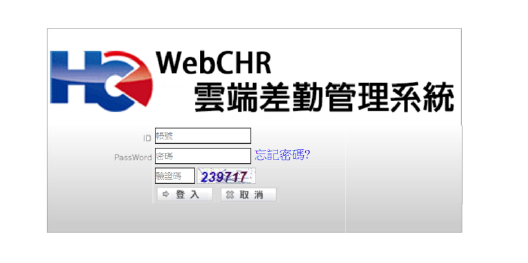 HC WebCHR
雲端差勤管理系統
ID 帳號
PassWord 密碼 忘記密碼?
驗證碼 239717
登入 取消